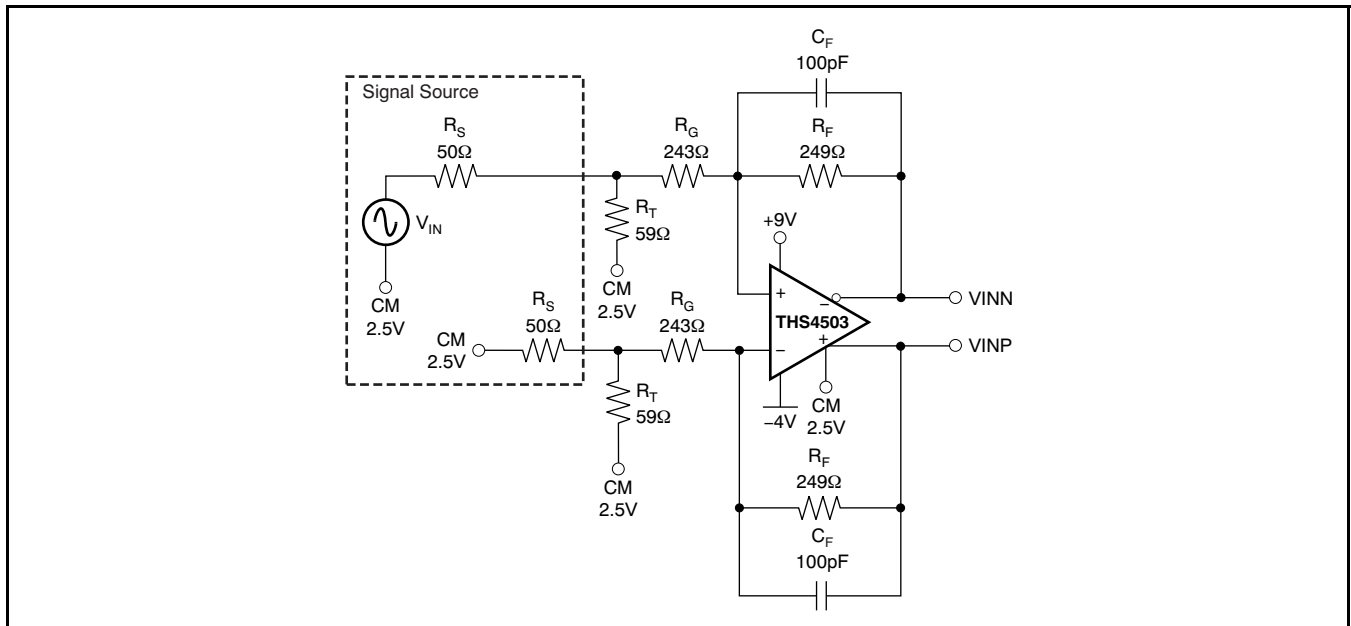 C_F
100pF
Signal Source
R_S
50Ω
R_G
243Ω
R_F
249Ω
V_IN
R_T
59Ω
+9V
CM
2.5V
CM
2.5V
R_S
50Ω
R_G
243Ω
+
−
THS4503
VINN
CM
2.5V
−
+
VINP
R_T
59Ω
−4V
CM
2.5V
CM
2.5V
R_F
249Ω
C_F
100pF